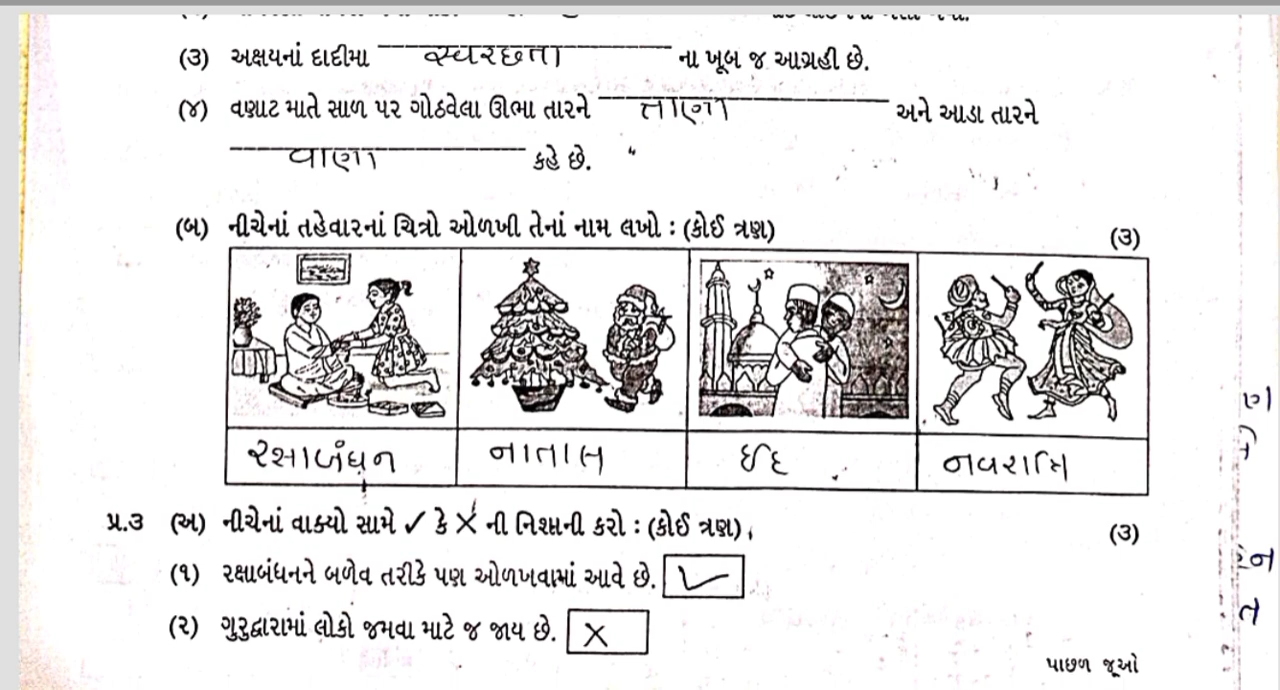 (૩) અક્ષયનાં દાદીમા સ્વરછતા ના ખૂબ જ આગ્રહી છે.
(૪) વણાટ માતે સાળ પર ગોઠવેલા ઊભા તારને તાણા અને આડા તારને
વાણા કહે છે.
(બ) નીચેનાં તહેવારનાં ચિત્રો ઓળખી તેનાં નામ લખો : (કોઈ ત્રણ) (૩)
રક્ષાબંધન નાતાલ ઈદ નવરાત્રિ
પ્ર.૩ (અ) નીચેનાં વાક્યો સામે ✓ કે X ની નિશાની કરો : (કોઈ ત્રણ) (૩)
(૧) રક્ષાબંધનને બળેવ તરીકે પણ ઓળખવામાં આવે છે. ✓
(૨) ગુરુદ્વારામાં લોકો જમવા માટે જ જાય છે. X
પાછળ જૂઓ